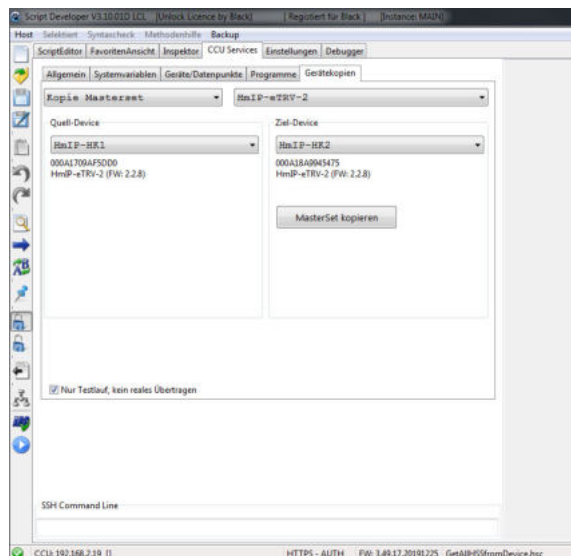 Script Developer V3.10.01D LCL [Unlock Licence by Black] [Registiert für Black] [Instance: MAIN]
Host Selektiert Syntaxcheck Methodenhilfe Backup
ScriptEditor FavoritenAnsicht Inspektor CCU Services Einstellungen Debugger
Allgemein Systemvariablen Geräte/Datenpunkte Programme Gerätekopien
Kopie Masterset HmIP-eTRV-2
Quell-Device Ziel-Device
HmIP-HK1 HmIP-HK2
000A1709AF5DD0 000A18A9945475
HmIP-eTRV-2 (FW: 2.2.8) HmIP-eTRV-2 (FW: 2.2.8)
MasterSet kopieren
Nur Testlauf, kein reales Übertragen
SSH Command Line
CCU: 192.168.2.19 [] HTTPS - AUTH FW: 3.49.17.20191225 GetAllHSSfromDevice.hsc